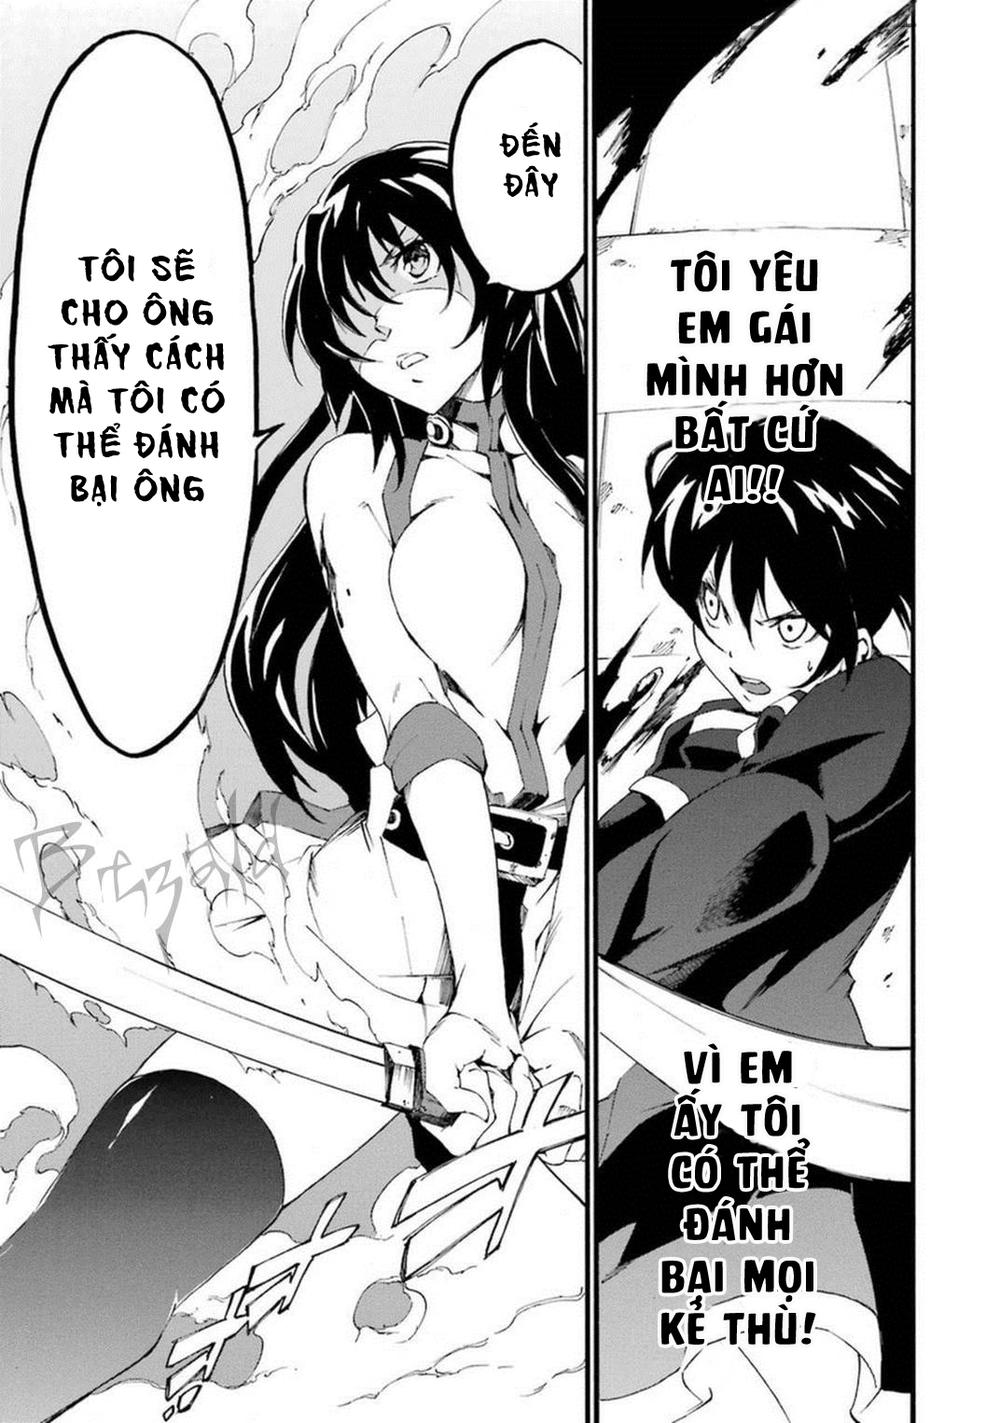 TÔI YÊU
EM GÁI
MÌNH HƠN
BẤT CỨ
AI!!
VÌ EM
ẤY TÔI
CÓ THỂ
ĐÁNH
BẠI MỌI
KẺ THÙ!
ĐẾN
ĐÂY
TÔI SẼ
CHO ÔNG
THẤY CÁCH
MÀ TÔI CÓ
THỂ ĐÁNH
BẠI ÔNG